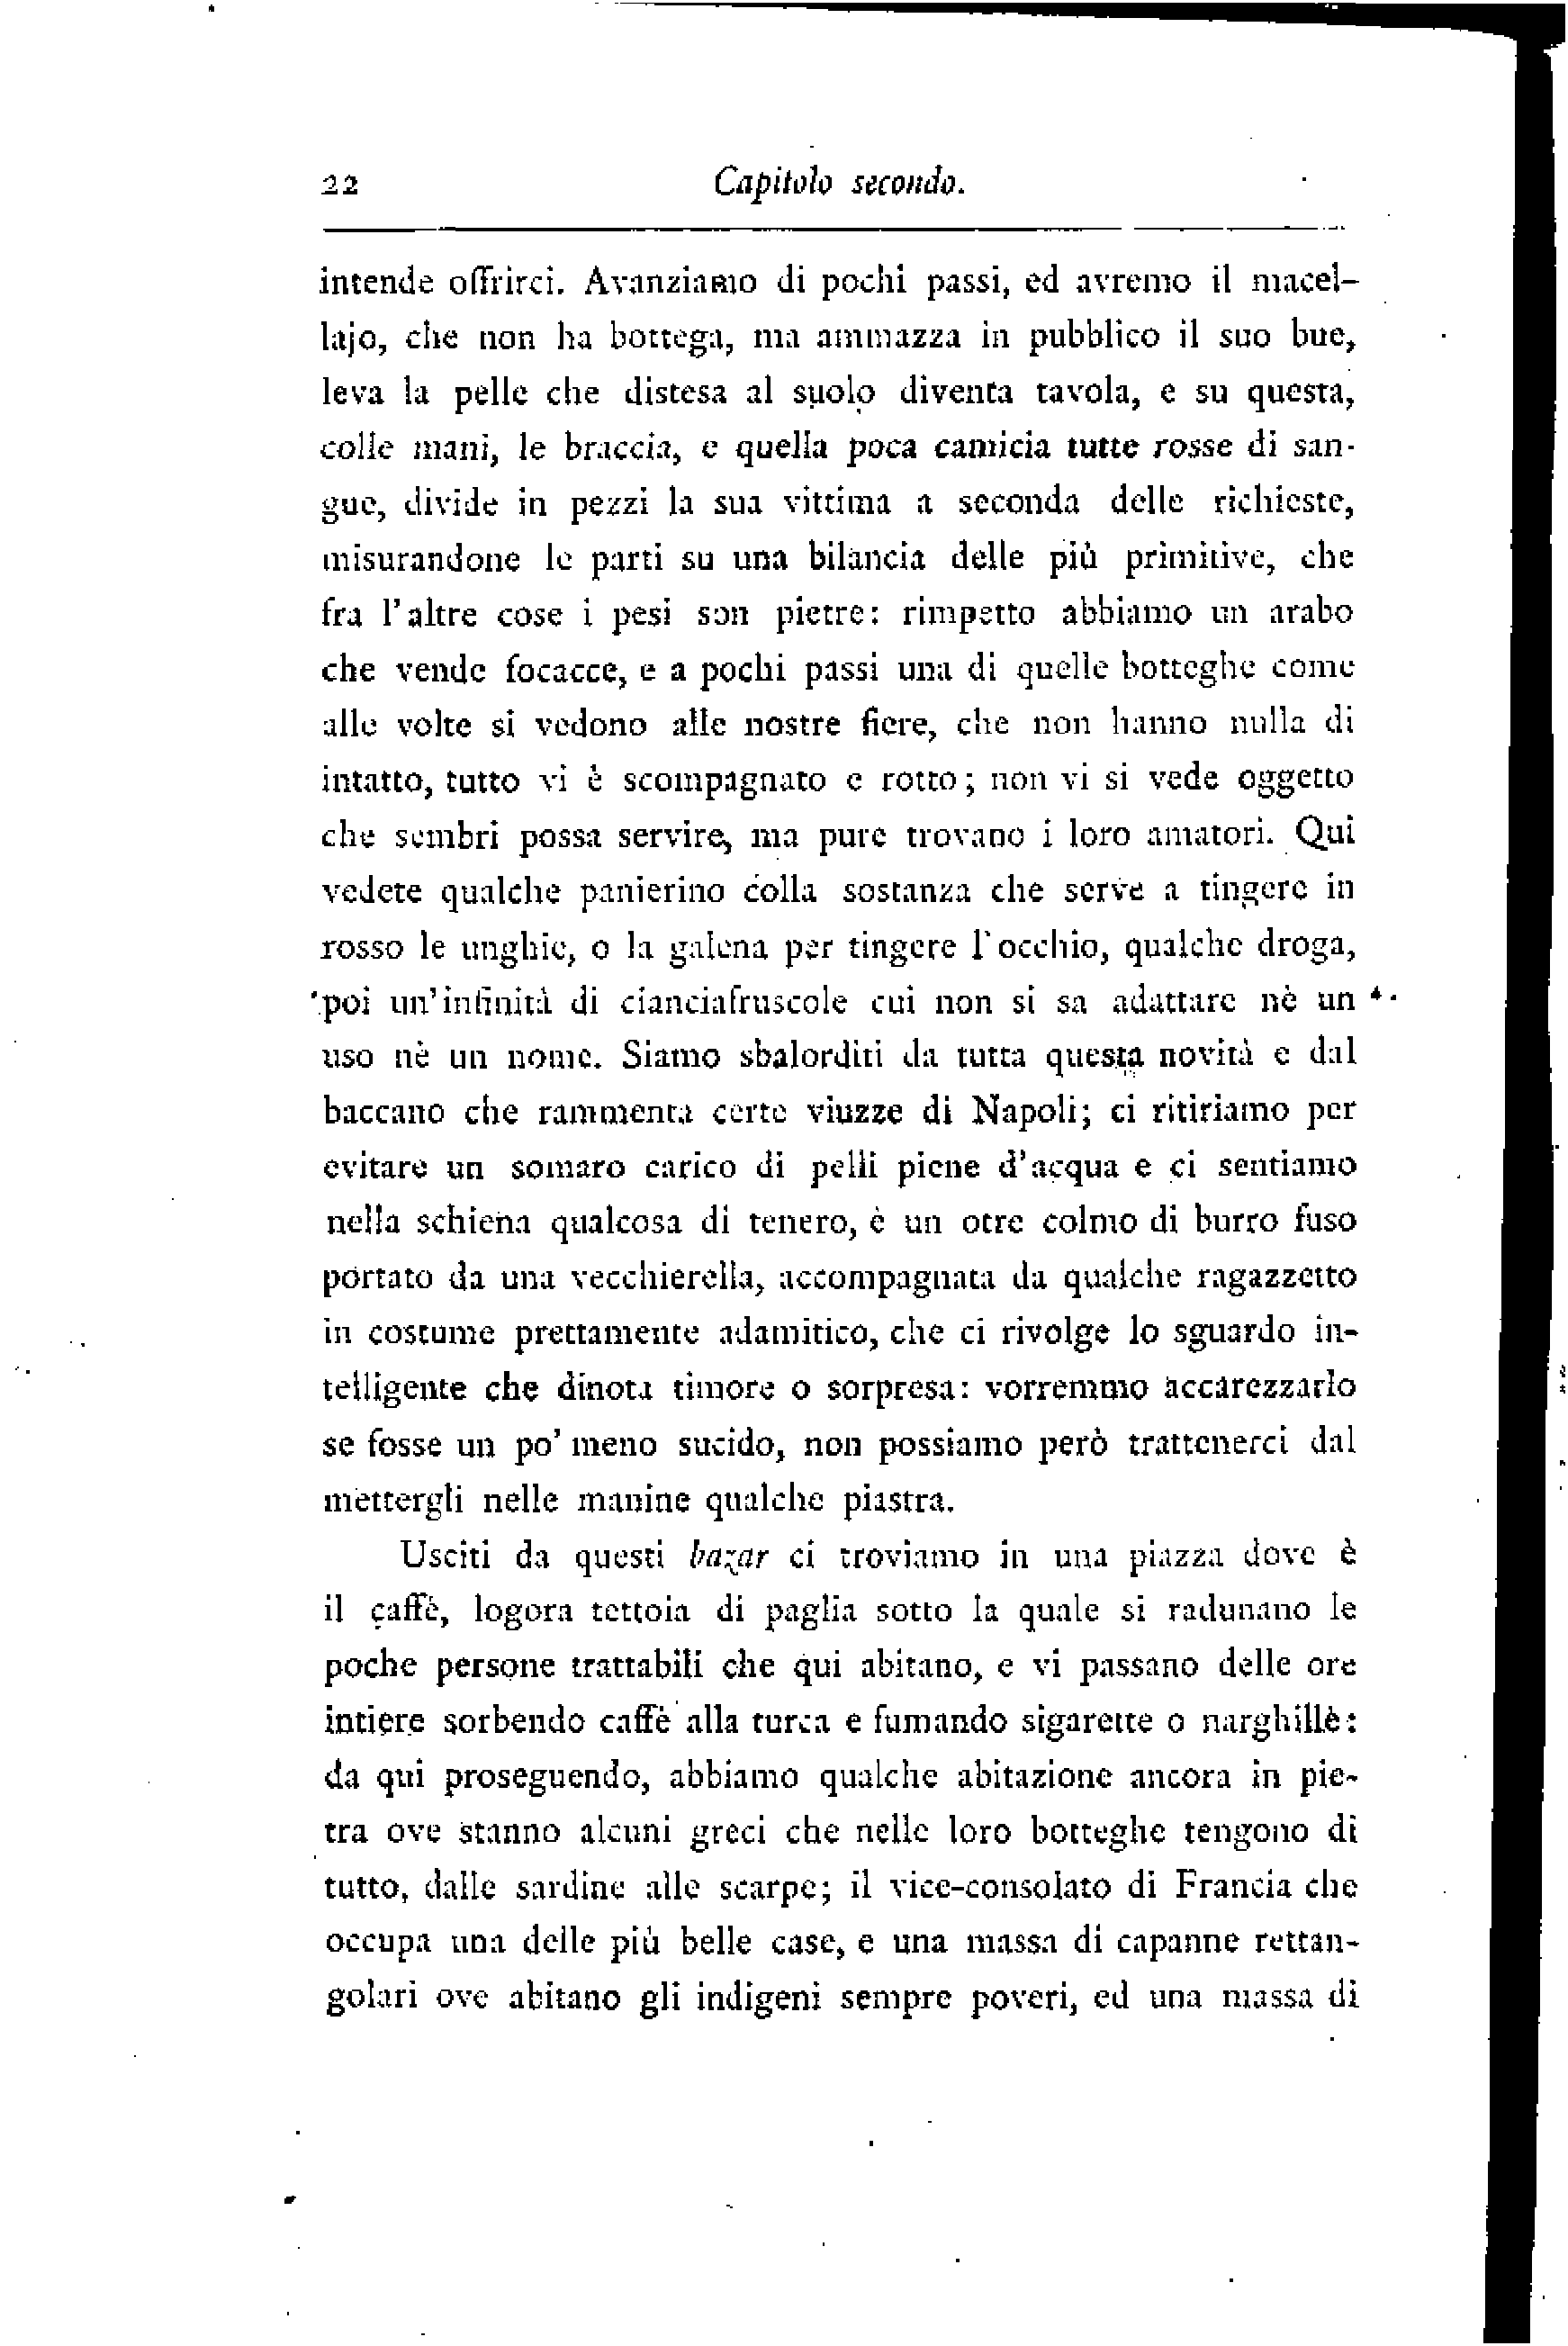 22 Capitolo secondo.
intende offrirci. Avanziamo di pochi passi, ed avremo il macel-
lajo, che non ha bottega, ma ammazza in pubblico il suo bue,
leva la pelle che distesa al suolo diventa tavola, e su questa,
colle mani, le braccia, e quella poca camicia tutte rosse di san-
gue, divide in pezzi la sua vittima a seconda delle richieste,
misurandone le parti su una bilancia delle più primitive, che
fra l'altre cose i pesi son pietre: rimpetto abbiamo un arabo
che vende focacce, e a pochi passi una di quelle botteghe come
alle volte si vedono alle nostre fiere, che non hanno nulla di
intatto, tutto vi è scompagnato e rotto; non vi si vede oggetto
che sembri possa servire, ma pure trovano i loro amatori. Qui
vedete qualche panierino colla sostanza che serve a tingere in
rosso le unghie, o la galena per tingere l'occhio, qualche droga,
poi un'infinità di cianciafruscole cui non si sa adattare nè un
uso nè un nome. Siamo sbalorditi da tutta questa novità e dal
baccano che rammenta certe viuzze di Napoli; ci ritiriamo per
evitare un somaro carico di pelli piene d'acqua e ci sentiamo
nella schiena qualcosa di tenero, è un otre colmo di burro fuso
portato da una vecchierella, accompagnata da qualche ragazzetto
in costume prettamente adamitico, che ci rivolge lo sguardo in-
telligente che dinota timore o sorpresa: vorremmo accarezzarlo
se fosse un po' meno sucido, non possiamo però trattenerci dal
mettergli nelle manine qualche piastra.
Usciti da questi bazar ci troviamo in una piazza dove è
il caffè, logora tettoia di paglia sotto la quale si radunano le
poche persone trattabili che qui abitano, e vi passano delle ore
intiere sorbendo caffè alla turca e fumando sigarette o narghillè:
da qui proseguendo, abbiamo qualche abitazione ancora in pie-
tra ove stanno alcuni greci che nelle loro botteghe tengono di
tutto, dalle sardine alle scarpe; il vice-consolato di Francia che
occupa una delle più belle case, e una massa di capanne rettan-
golari ove abitano gli indigeni sempre poveri, ed una massa di